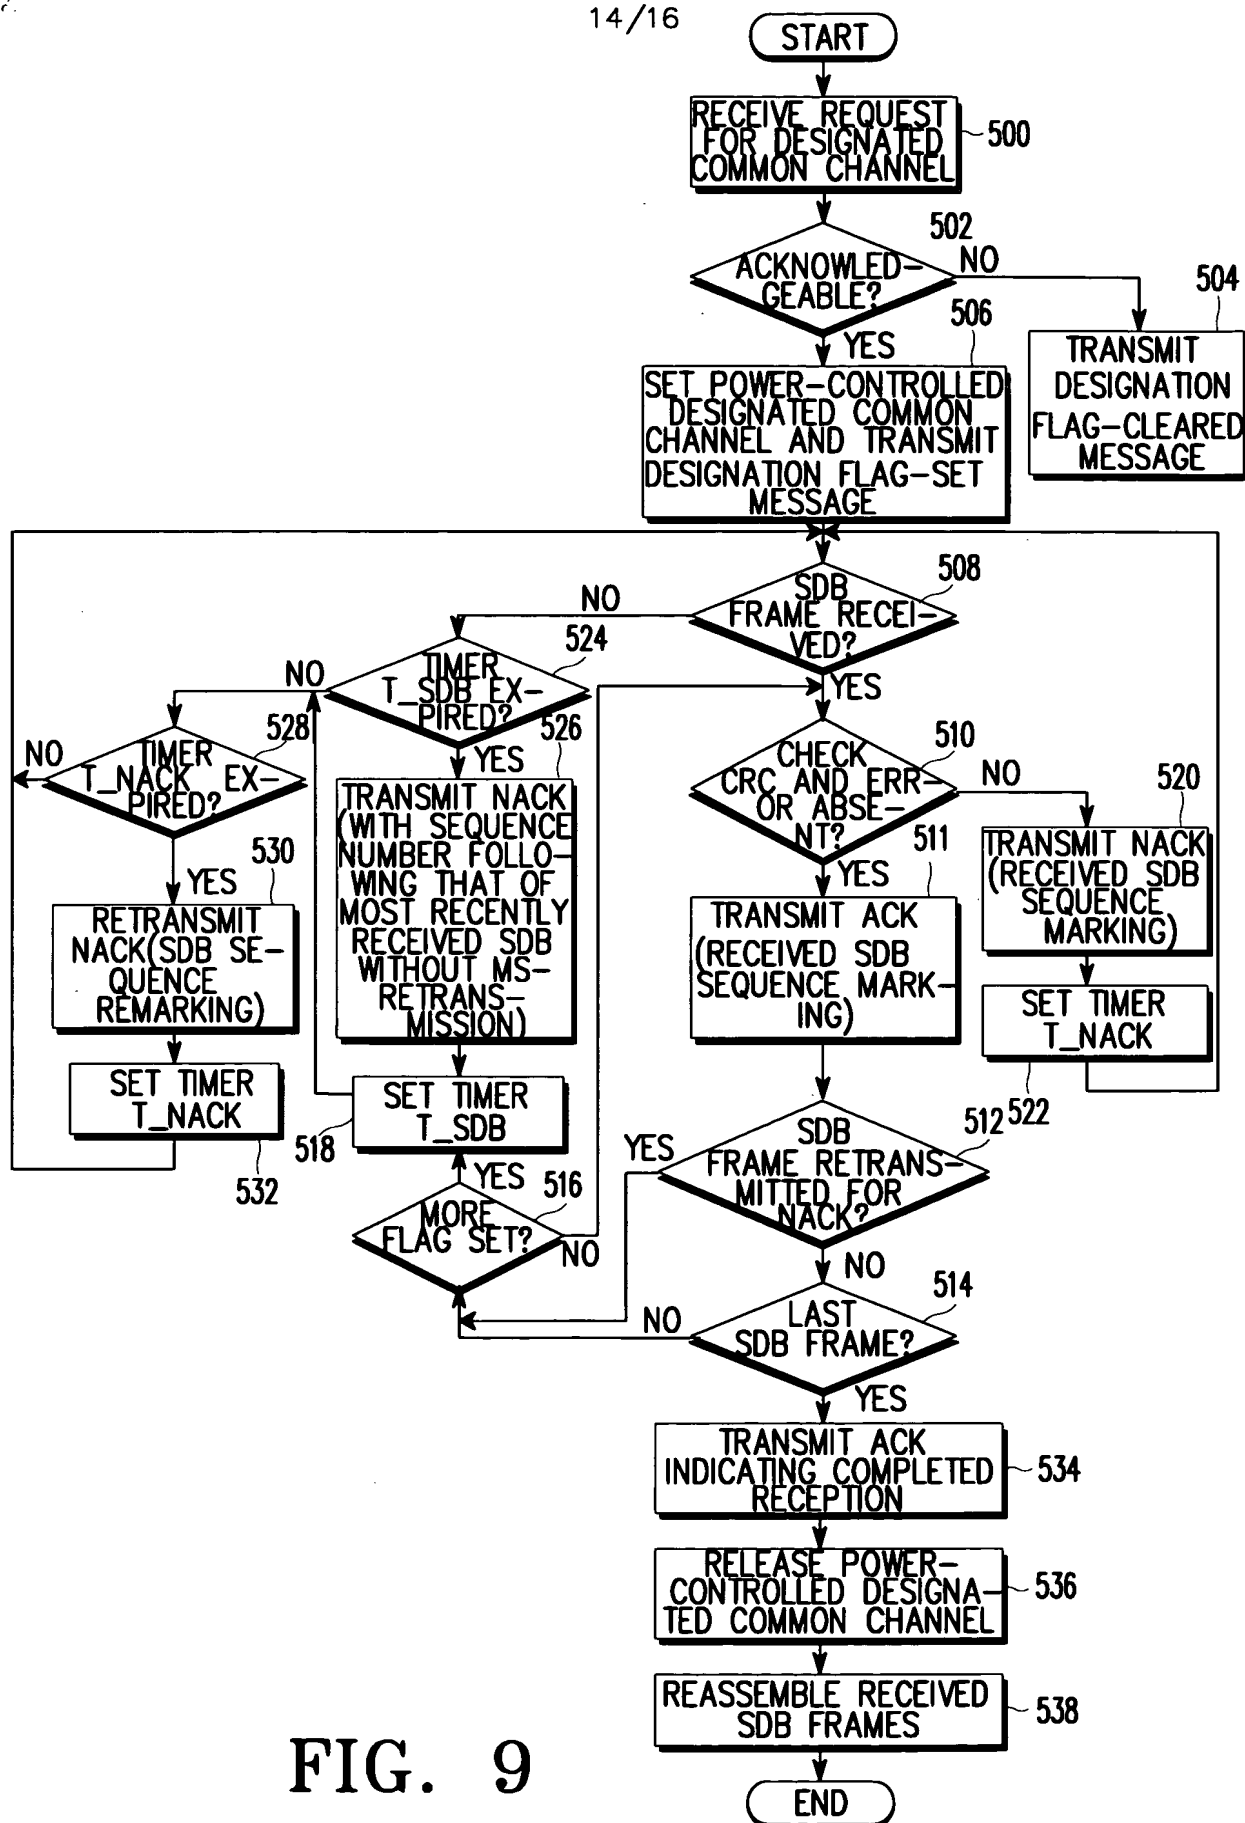 14/16
START
RECEIVE REQUEST
FOR DESIGNATED
COMMON CHANNEL
500
502
ACKNOWLED-
GEABLE?
NO
504
TRANSMIT
DESIGNATION
FLAG-CLEARED
MESSAGE
YES
506
SET POWER-CONTROLLED
DESIGNATED COMMON
CHANNEL AND TRANSMIT
DESIGNATION FLAG-SET
MESSAGE
508
SDB
FRAME RECEI-
VED?
NO
YES
524
TIMER
T_SDB EX-
PIRED?
NO
YES
526
528
TIMER
T_NACK EX-
PIRED?
NO
YES
510
CHECK
CRC AND ERR-
OR ABSE-
NT?
NO
YES
520
TRANSMIT NACK
(RECEIVED SDB
SEQUENCE
MARKING)
TRANSMIT NACK
(WITH SEQUENCE
NUMBER FOLLO-
WING THAT OF
MOST RECENTLY
RECEIVED SDB
WITHOUT MS-
RETRANS-
MISSION)
511
TRANSMIT ACK
(RECEIVED SDB
SEQUENCE MARK-
ING)
530
RETRANSMIT
NACK(SDB SE-
QUENCE
REMARKING)
SET TIMER
T_NACK
522
SET TIMER
T_NACK
532
SET TIMER
T_SDB
518
512
SDB
FRAME RETRANS-
MITTED FOR
NACK?
YES
NO
YES
516
MORE
FLAG SET?
NO
514
LAST
SDB FRAME?
NO
YES
TRANSMIT ACK
INDICATING COMPLETED
RECEPTION
534
RELEASE POWER-
CONTROLLED DESIGNA-
TED COMMON CHANNEL
536
REASSEMBLE RECEIVED
SDB FRAMES
538
END
FIG. 9